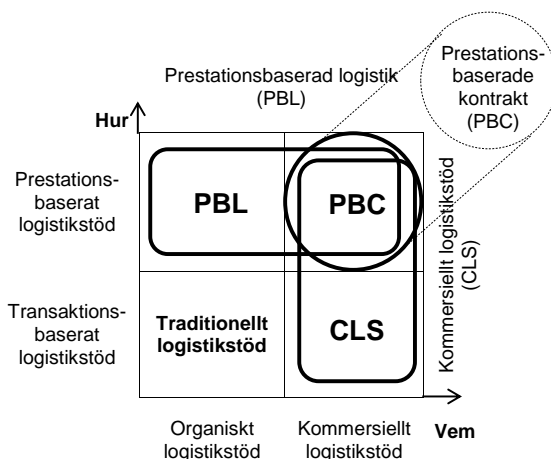 Prestationsbaserad logistik
(PBL)
Prestations-
baserade
kontrakt
(PBC)
Hur
Prestations-
baserat
logistikstöd
PBL
PBC
Kommersiellt logistikstöd
(CLS)
Transaktions-
baserat
logistikstöd
Traditionellt
logistikstöd
CLS
Organiskt
logistikstöd
Kommersiellt
logistikstöd
Vem